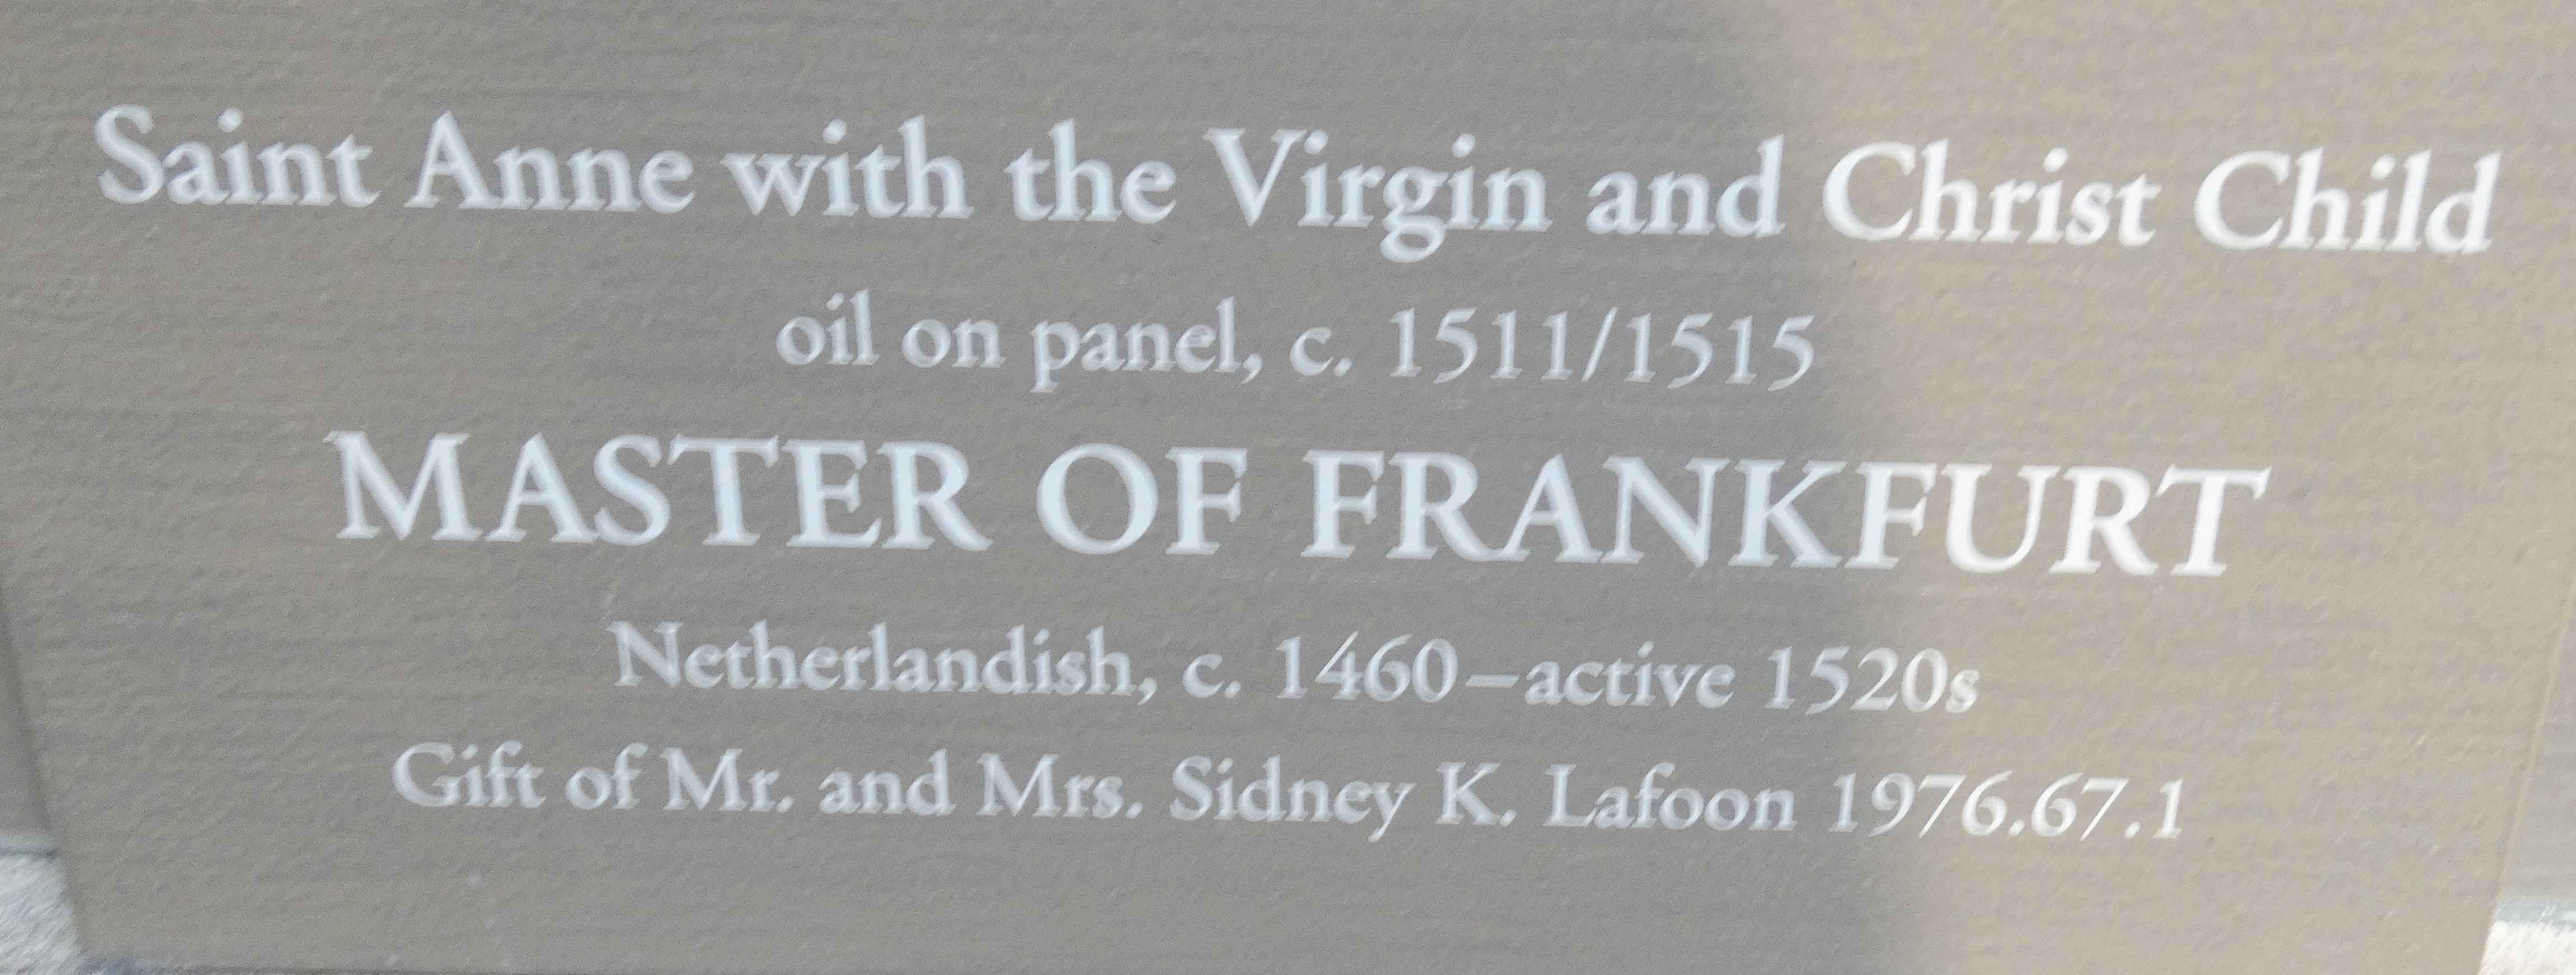 Saint Anne with the Virgin and Christ Child
oil on panel, c. 1511/1515
MASTER OF FRANKFURT
Netherlandish, c. 1460–active 1520s
Gift of Mr. and Mrs. Sidney K. Lafoon 1976.67.1